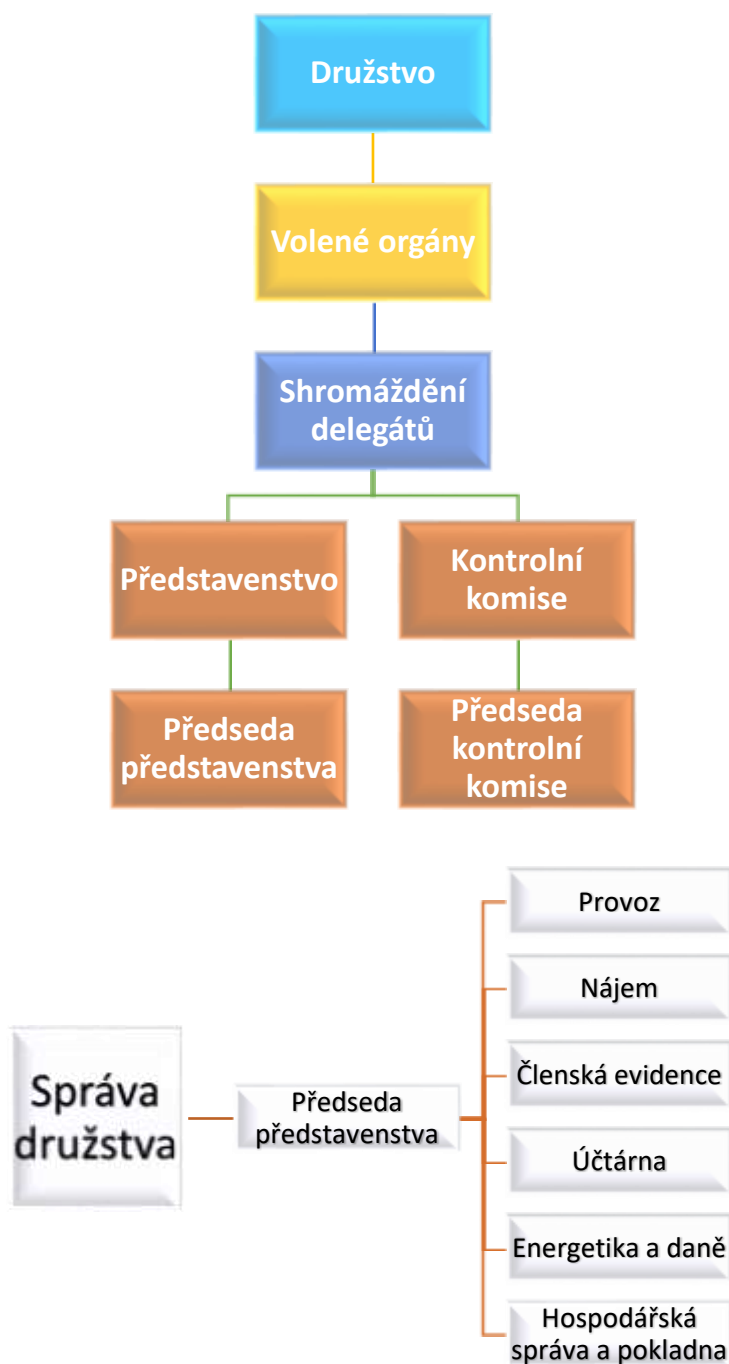 Družstvo
Volené orgány
Shromáždění
delegátů
Představenstvo
Kontrolní
komise
Předseda
představenstva
Předseda
kontrolní
komise
Správa
družstva
Předseda
představenstva
Provoz
Nájem
Členská evidence
Účtárna
Energetika a daně
Hospodářská
správa a pokladna